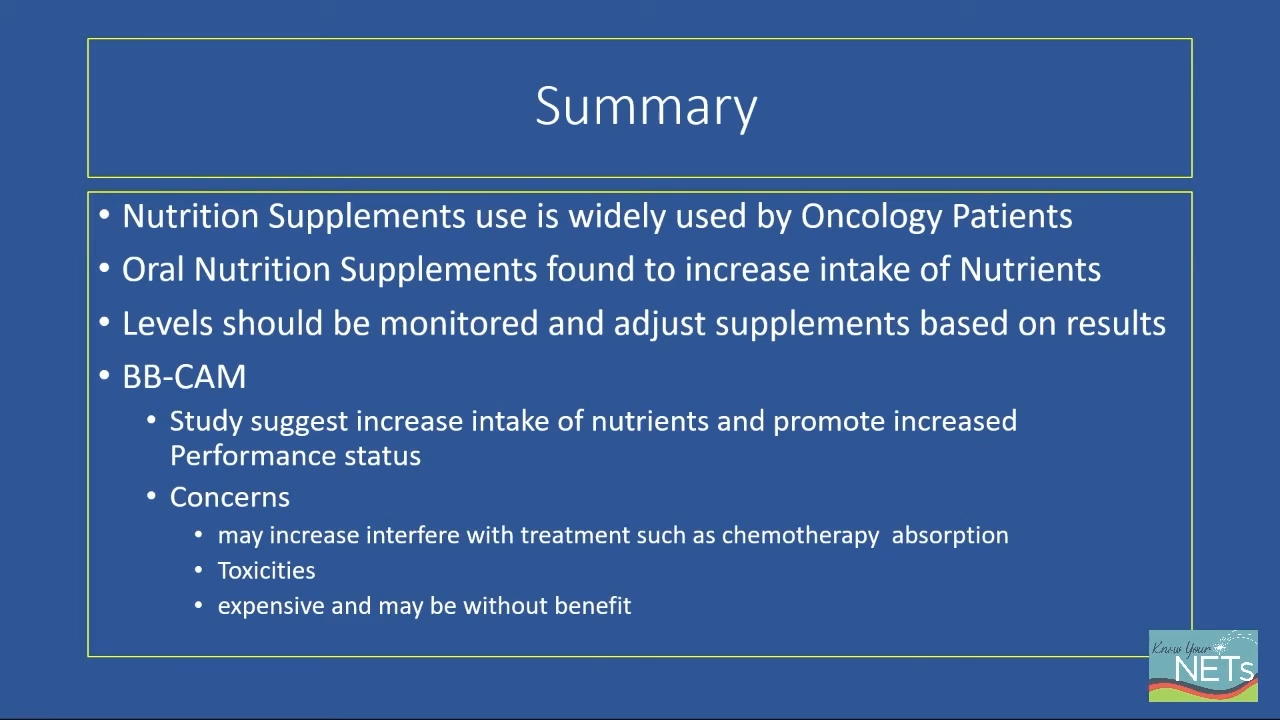 Summary
• Nutrition Supplements use is widely used by Oncology Patients
• Oral Nutrition Supplements found to increase intake of Nutrients
• Levels should be monitored and adjust supplements based on results
• BB-CAM
• Study suggest increase intake of nutrients and promote increased
Performance status
• Concerns
• may increase interfere with treatment such as chemotherapy  absorption
• Toxicities
• expensive and may be without benefit
Know Your
NETs